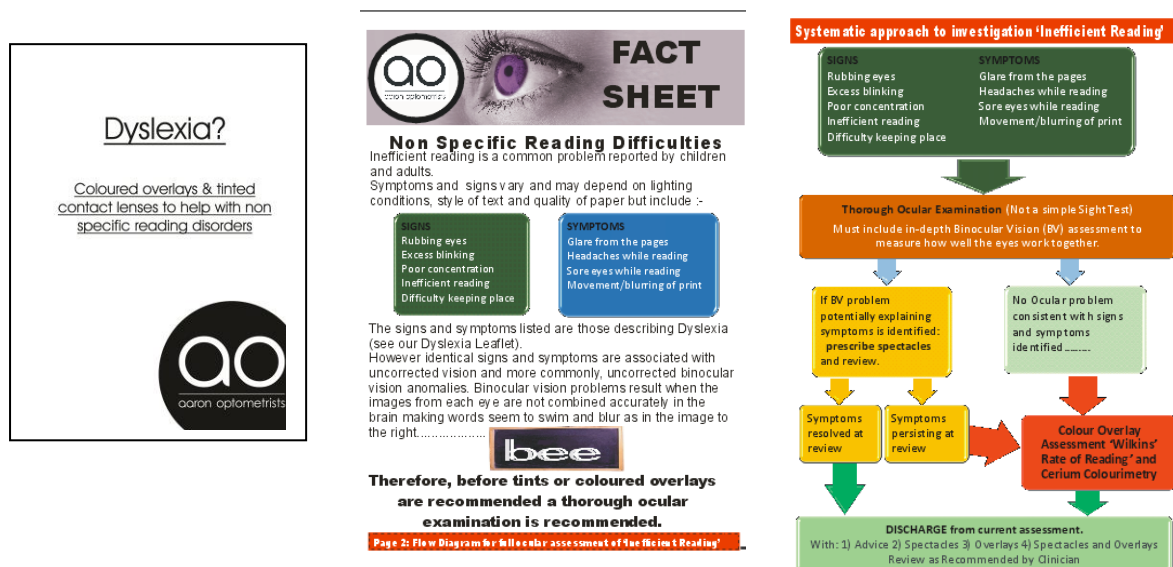 Dyslexia?
Coloured overlays & tinted
contact lenses to help with non
specific reading disorders
ao
aaron optometrists
ao
aaron optometrists
FACT
SHEET
Non Specific Reading Difficulties
Inefficient reading is a common problem reported by children
and adults.
Symptoms and signs vary and may depend on lighting
conditions, style of text and quality of paper but include :-
SIGNS
Rubbing eyes
Excess blinking
Poor concentration
Inefficient reading
Difficulty keeping place
SYMPTOMS
Glare from the pages
Headaches while reading
Sore eyes while reading
Movement/blurring of print
The signs and symptoms listed are those describing Dyslexia
(see our Dyslexia Leaflet).
However identical signs and symptoms are associated with
uncorrected vision and more commonly, uncorrected binocular
vision anomalies. Binocular vision problems result when the
images from each eye are not combined accurately in the
brain making words seem to swim and blur as in the image to
the right...................
bee
Therefore, before tints or coloured overlays
are recommended a thorough ocular
examination is recommended.
Page 2: Flow Diagram for full ocular assessment of 'Inefficient Reading'
Systematic approach to investigation 'Inefficient Reading'
SIGNS
Rubbing eyes
Excess blinking
Poor concentration
Inefficient reading
Difficulty keeping place
SYMPTOMS
Glare from the pages
Headaches while reading
Sore eyes while reading
Movement/blurring of print
Thorough Ocular Examination (Not a simple Sight Test)
Must include in-depth Binocular Vision (BV) assessment to
measure how well the eyes work together.
If BV problem
potentially explaining
symptoms is identified:
prescribe spectacles
and review.
No Ocular problem
consistent with signs
and symptoms
identified.........
Symptoms
resolved at
review
Symptoms
persisting at
review
Colour Overlay
Assessment 'Wilkins'
Rate of Reading' and
Cerium Colourimetry
DISCHARGE from current assessment.
With: 1) Advice 2) Spectacles 3) Overlays 4) Spectacles and Overlays
Review as Recommended by Clinician